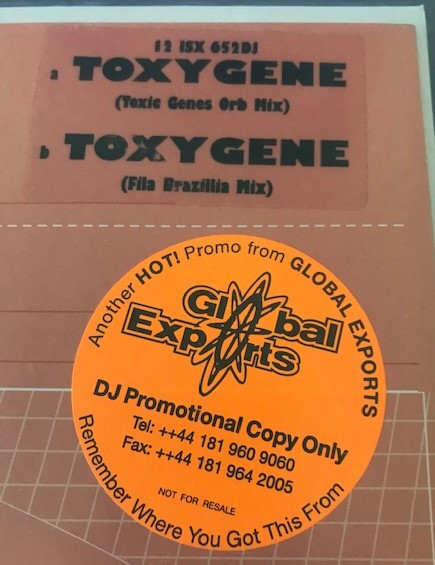 12 ISX 652DJ
a TOXYGENE
(Toxic Genes Orb Mix)
b TOXYGENE
(Fila Brazillia Mix)
Another HOT! Promo from GLOBAL EXPORTS
Global
Exports
DJ Promotional Copy Only
Tel: ++44 181 960 9060
Fax: ++44 181 964 2005
NOT FOR RESALE
Remember Where You Got This From